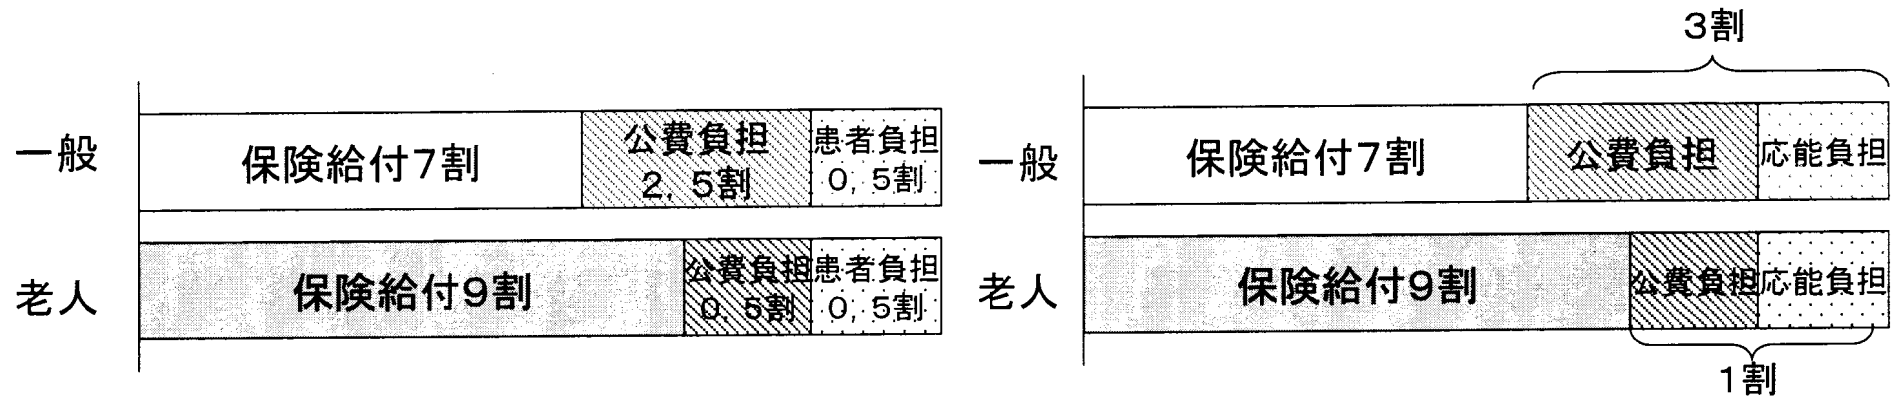 一般
保険給付7割
公費負担
2, 5割
患者負担
0, 5割
老人
保険給付9割
公費負担
0, 5割
患者負担
0, 5割
3割
一般
保険給付7割
公費負担
応能負担
老人
保険給付9割
公費負担
応能負担
1割